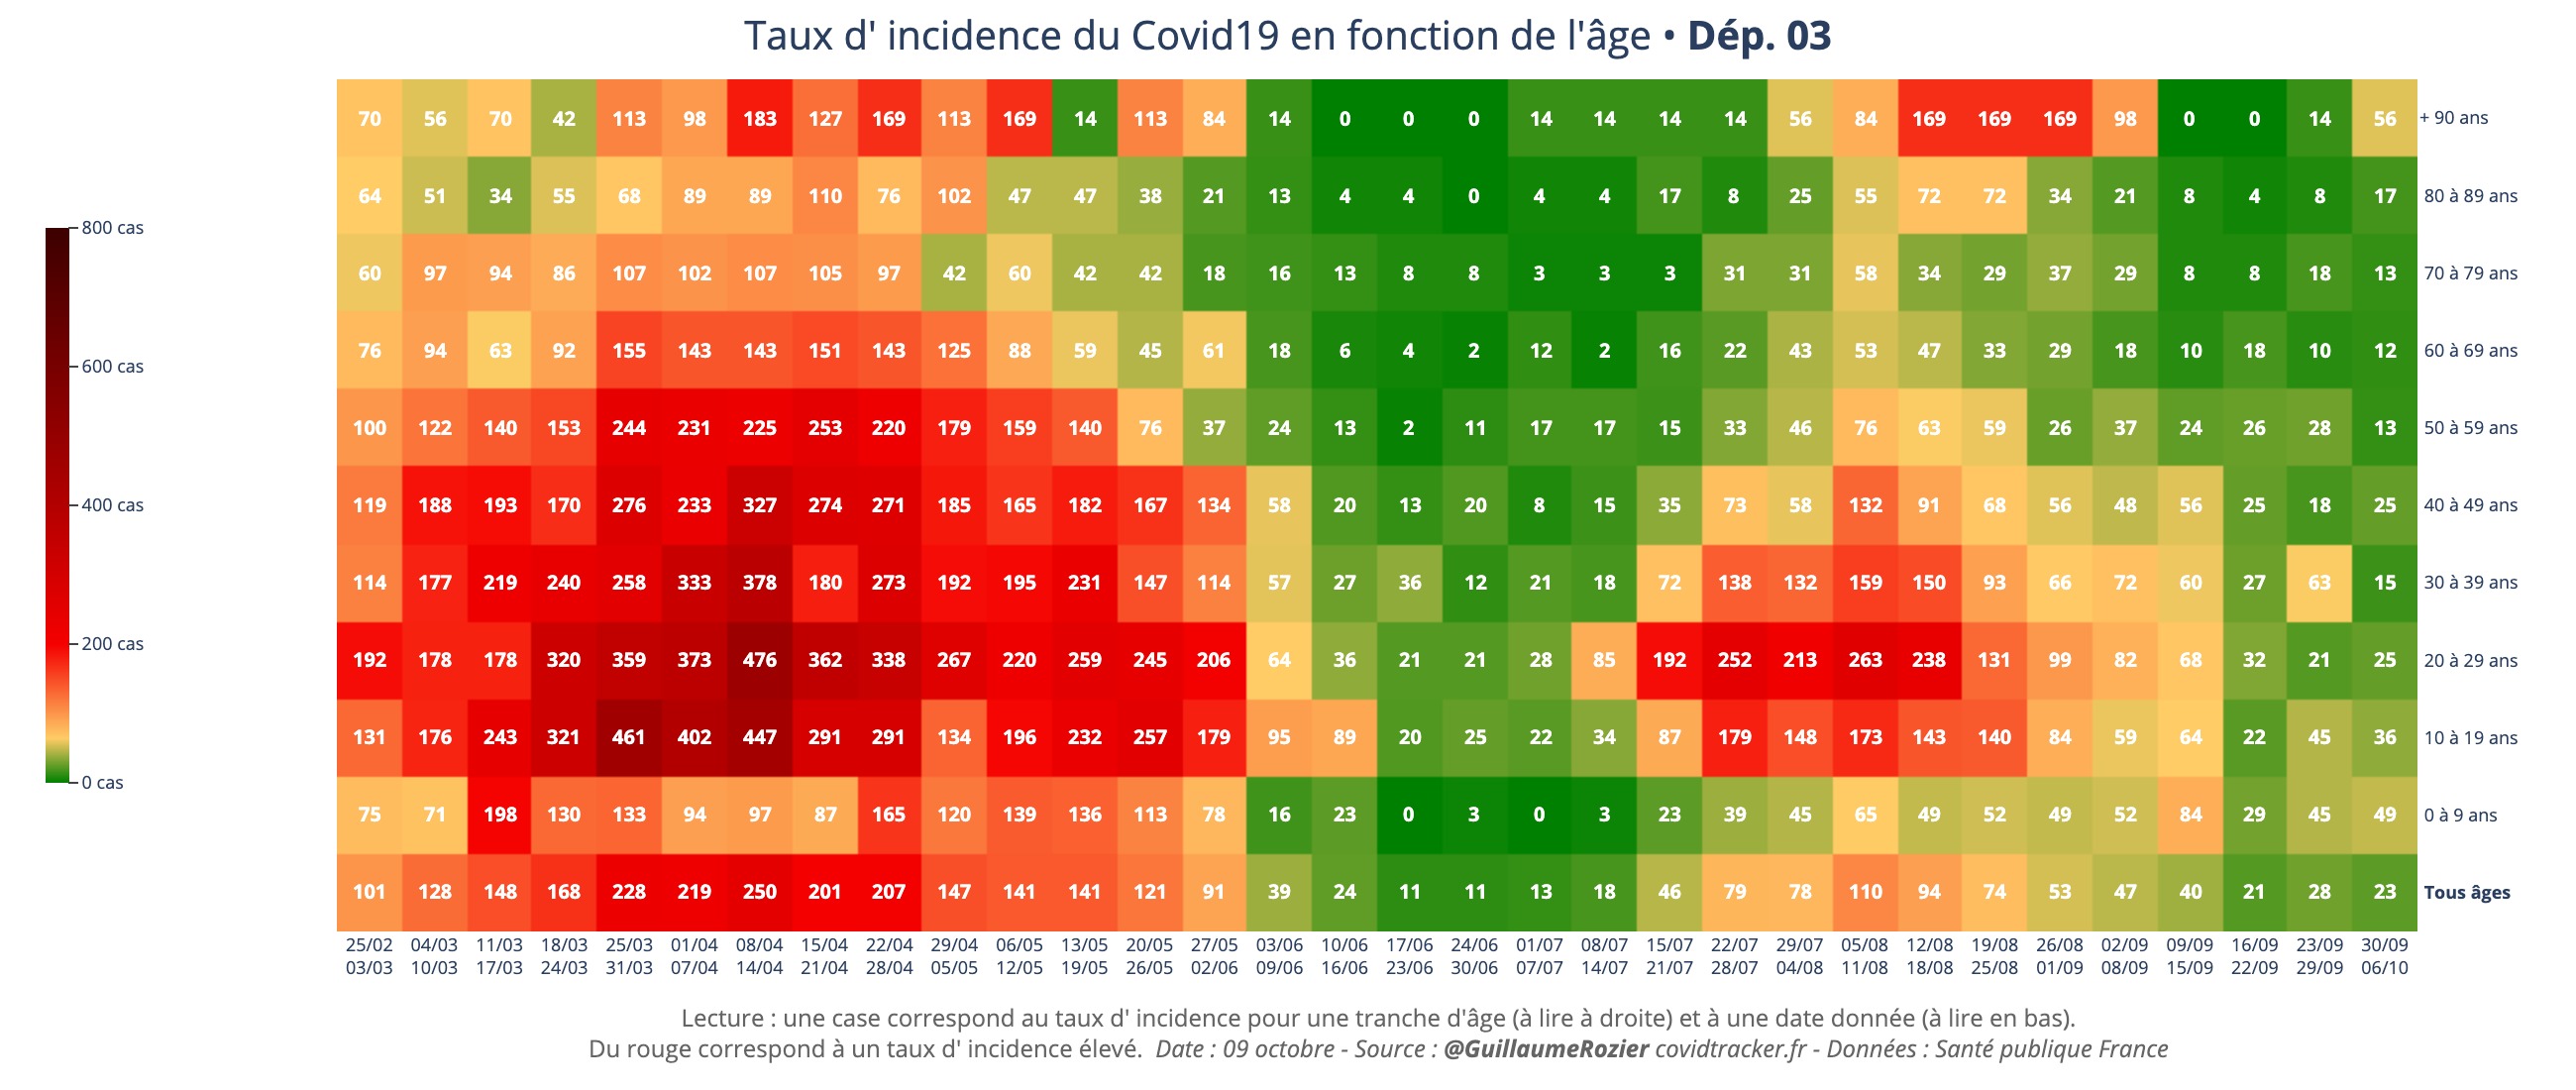 Taux d' incidence du Covid19 en fonction de l'âge • Dép. 03
800 cas
600 cas
400 cas
200 cas
0 cas
70 56 70 42 113 98 183 127 169 113 169 14 113 84 14 0 0 0 14 14 14 14 56 84 169 169 169 98 0 0 14 56 + 90 ans
64 51 34 55 68 89 89 110 76 102 47 47 38 21 13 4 4 0 4 4 17 8 25 55 72 72 34 21 8 4 8 17 80 à 89 ans
60 97 94 86 107 102 107 105 97 42 60 42 42 18 16 13 8 8 3 3 3 31 31 58 34 29 37 29 8 8 18 13 70 à 79 ans
76 94 63 92 155 143 143 151 143 125 88 59 45 61 18 6 4 2 12 2 16 22 43 53 47 33 29 18 10 18 10 12 60 à 69 ans
100 122 140 153 244 231 225 253 220 179 159 140 76 37 24 13 2 11 17 17 15 33 46 76 63 59 26 37 24 26 28 13 50 à 59 ans
119 188 193 170 276 233 327 274 271 185 165 182 167 134 58 20 13 20 8 15 35 73 58 132 91 68 56 48 56 25 18 25 40 à 49 ans
114 177 219 240 258 333 378 180 273 192 195 231 147 114 57 27 36 12 21 18 72 138 132 159 150 93 66 72 60 27 63 15 30 à 39 ans
192 178 178 320 359 373 476 362 338 267 220 259 245 206 64 36 21 21 28 85 192 252 213 263 238 131 99 82 68 32 21 25 20 à 29 ans
131 176 243 321 461 402 447 291 291 134 196 232 257 179 95 89 20 25 22 34 87 179 148 173 143 140 84 59 64 22 45 36 10 à 19 ans
75 71 198 130 133 94 97 87 165 120 139 136 113 78 16 23 0 3 0 3 23 39 45 65 49 52 49 52 84 29 45 49 0 à 9 ans
101 128 148 168 228 219 250 201 207 147 141 141 121 91 39 24 11 11 13 18 46 79 78 110 94 74 53 47 40 21 28 23 Tous âges
25/02 04/03 11/03 18/03 25/03 01/04 08/04 15/04 22/04 29/04 06/05 13/05 20/05 27/05 03/06 10/06 17/06 24/06 01/07 08/07 15/07 22/07 29/07 05/08 12/08 19/08 26/08 02/09 09/09 16/09 23/09 30/09
03/03 10/03 17/03 24/03 31/03 07/04 14/04 21/04 28/04 05/05 12/05 19/05 26/05 02/06 09/06 16/06 23/06 30/06 07/07 14/07 21/07 28/07 04/08 11/08 18/08 25/08 01/09 08/09 15/09 22/09 29/09 06/10
Lecture : une case correspond au taux d' incidence pour une tranche d'âge (à lire à droite) et à une date donnée (à lire en bas).
Du rouge correspond à un taux d' incidence élevé. Date : 09 octobre - Source : @GuillaumeRozier covidtracker.fr - Données : Santé publique France